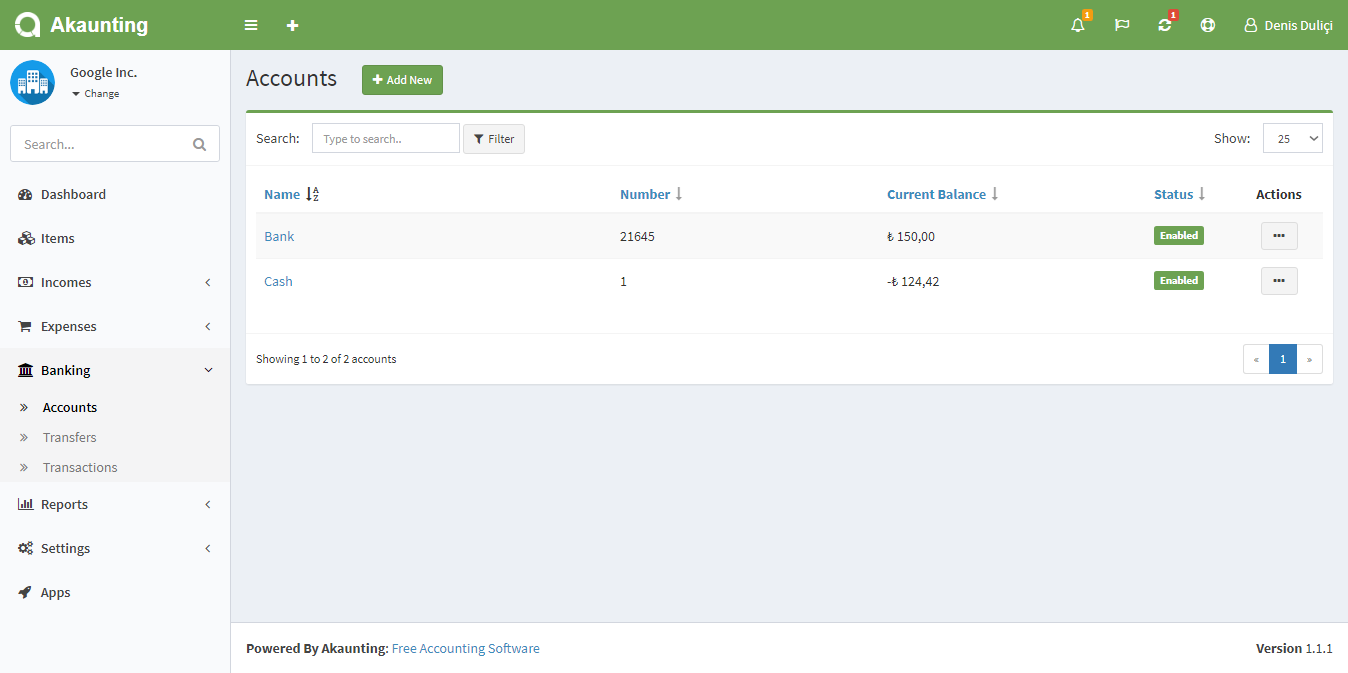 Akaunting
1
1
Denis Duliçi
Google Inc.
Change
Search...
Dashboard
Items
Incomes
Expenses
Banking
Accounts
Transfers
Transactions
Reports
Settings
Apps
Accounts
Add New
Search: Type to search.. Filter Show: 25
Name Number Current Balance Status Actions
Bank 21645 ₺ 150,00 Enabled
Cash 1 -₺ 124,42 Enabled
Showing 1 to 2 of 2 accounts « 1 »
Powered By Akaunting: Free Accounting Software Version 1.1.1